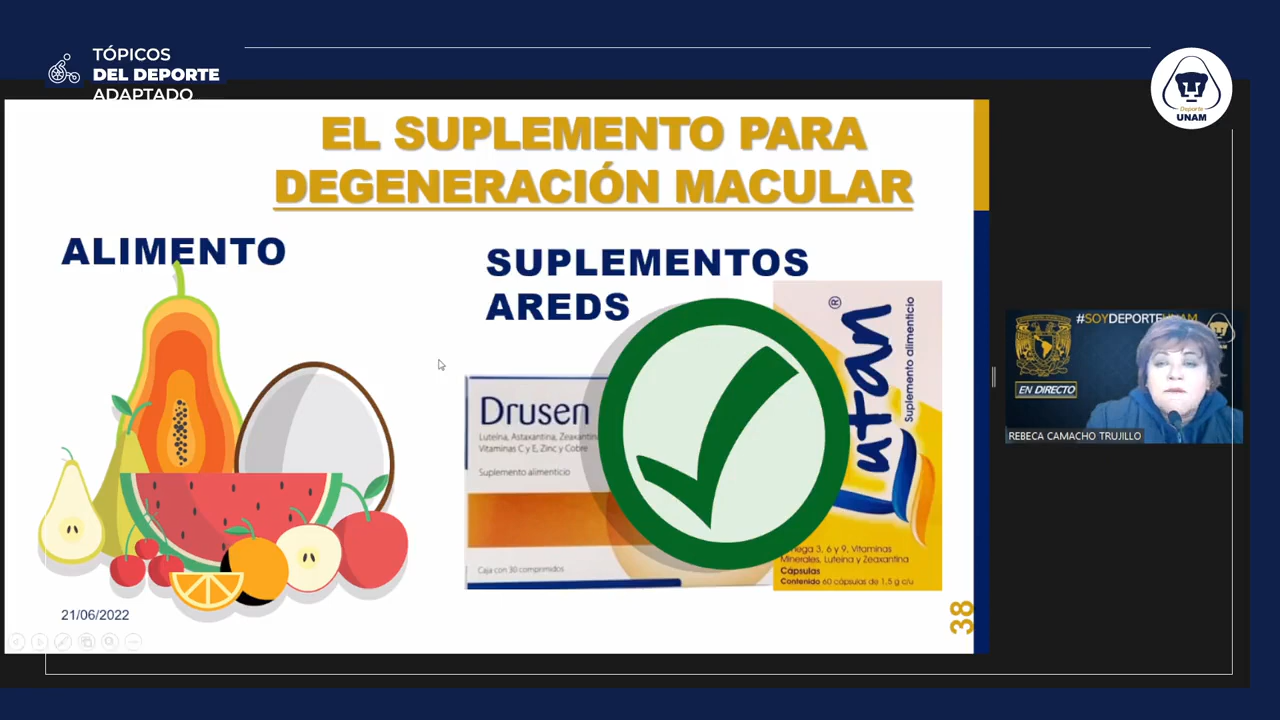 TÓPICOS
DEL DEPORTE
ADAPTADO
Deporte
UNAM
EL SUPLEMENTO PARA
DEGENERACIÓN MACULAR
ALIMENTO
SUPLEMENTOS
AREDS
Drusen
Luteína, Astaxantina, Zeaxantina
Vitaminas C y E, Zinc y Cobre
Suplemento alimenticio
Caja con 30 comprimidos
Lutan®
Suplemento alimenticio
Omega 3, 6 y 9, Vitaminas
Minerales, Luteína y Zeaxantina
Cápsulas
Contenido 60 cápsulas de 1,5 g c/u
21/06/2022
38
#SOYDEPORTEUNAM
EN DIRECTO
REBECA CAMACHO TRUJILLO